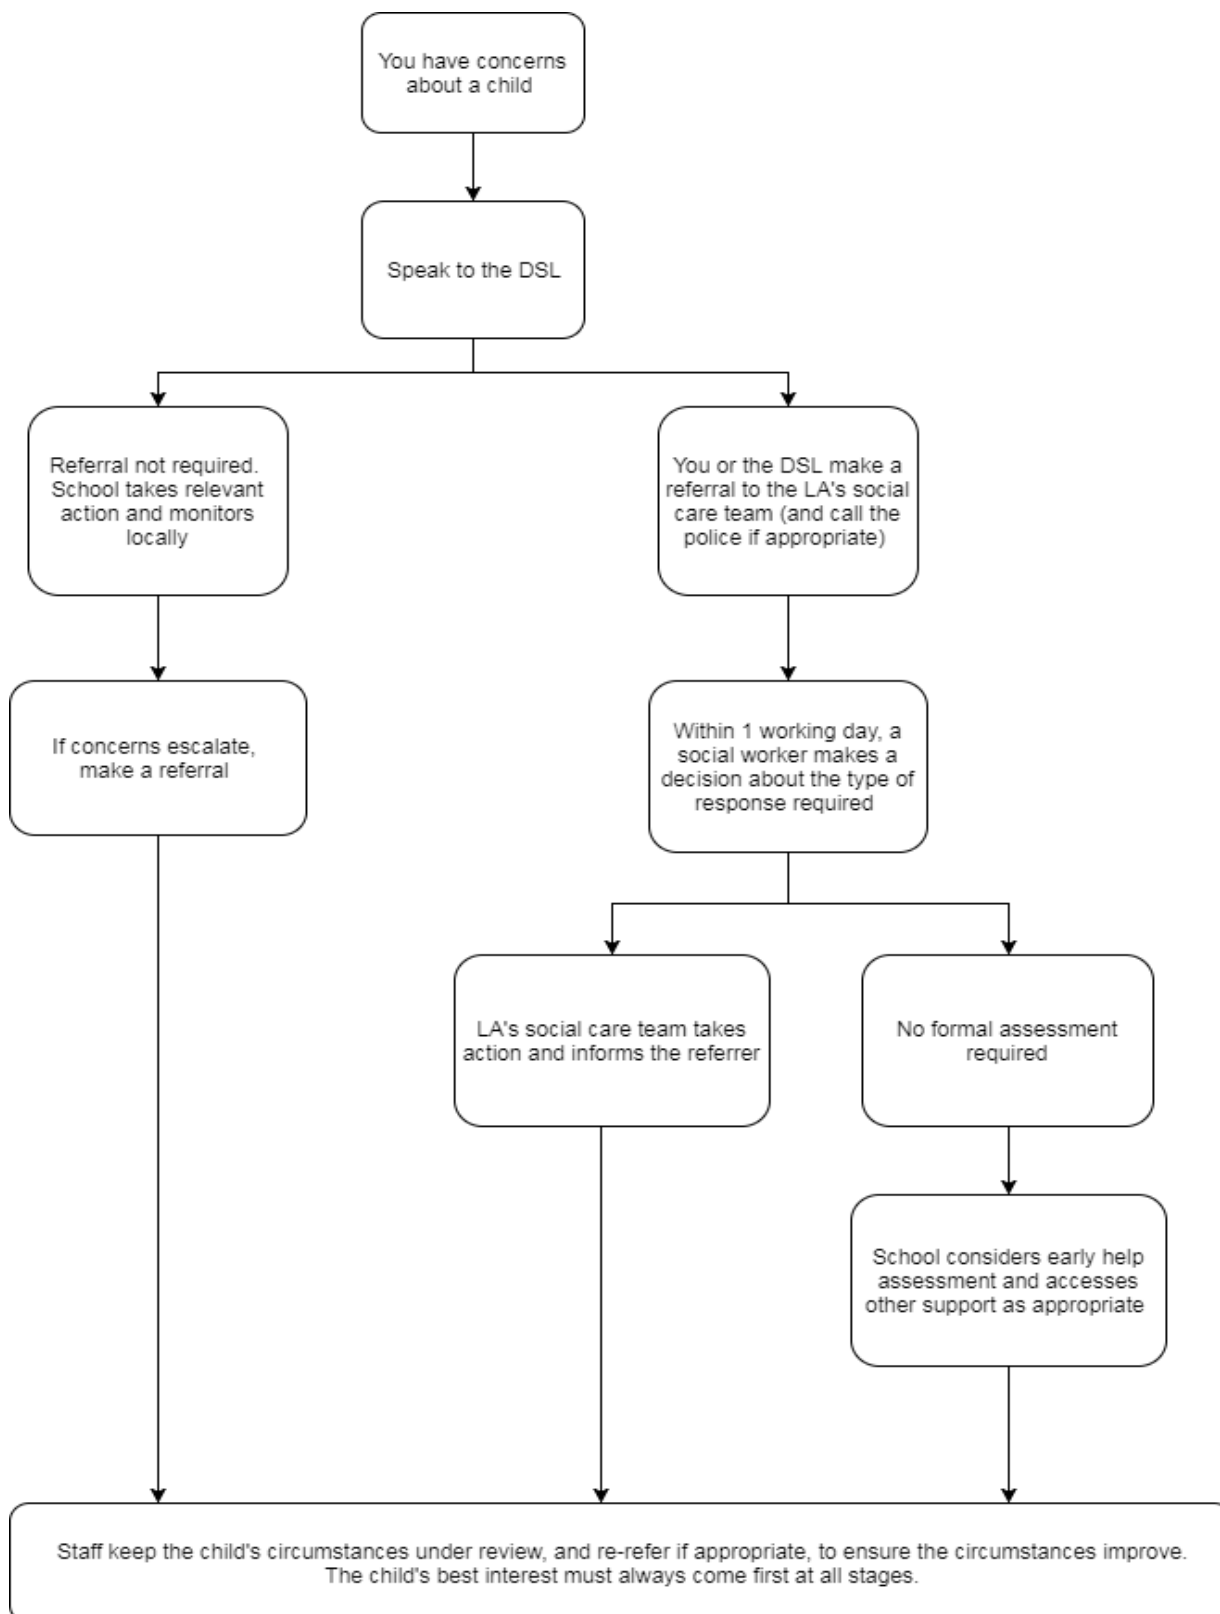 You have concerns
about a child
Speak to the DSL
Referral not required.
School takes relevant
action and monitors
locally
You or the DSL make a
referral to the LA's social
care team (and call the
police if appropriate)
If concerns escalate,
make a referral
Within 1 working day, a
social worker makes a
decision about the type of
response required
LA's social care team takes
action and informs the referrer
No formal assessment
required
School considers early help
assessment and accesses
other support as appropriate
Staff keep the child's circumstances under review, and re-refer if appropriate, to ensure the circumstances improve.
The child's best interest must always come first at all stages.